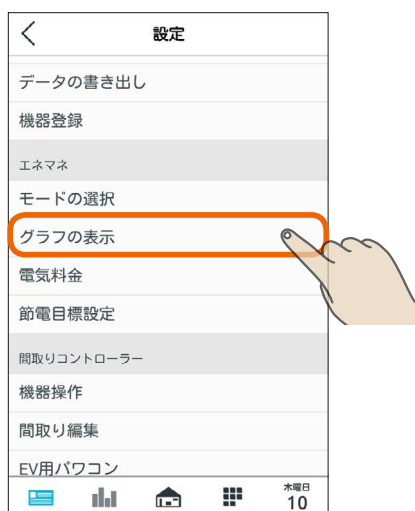 設定
データの書き出し
機器登録
エネマネ
モードの選択
グラフの表示
電気料金
節電目標設定
間取りコントローラー
機器操作
間取り編集
EV用パワコン
木曜日
10